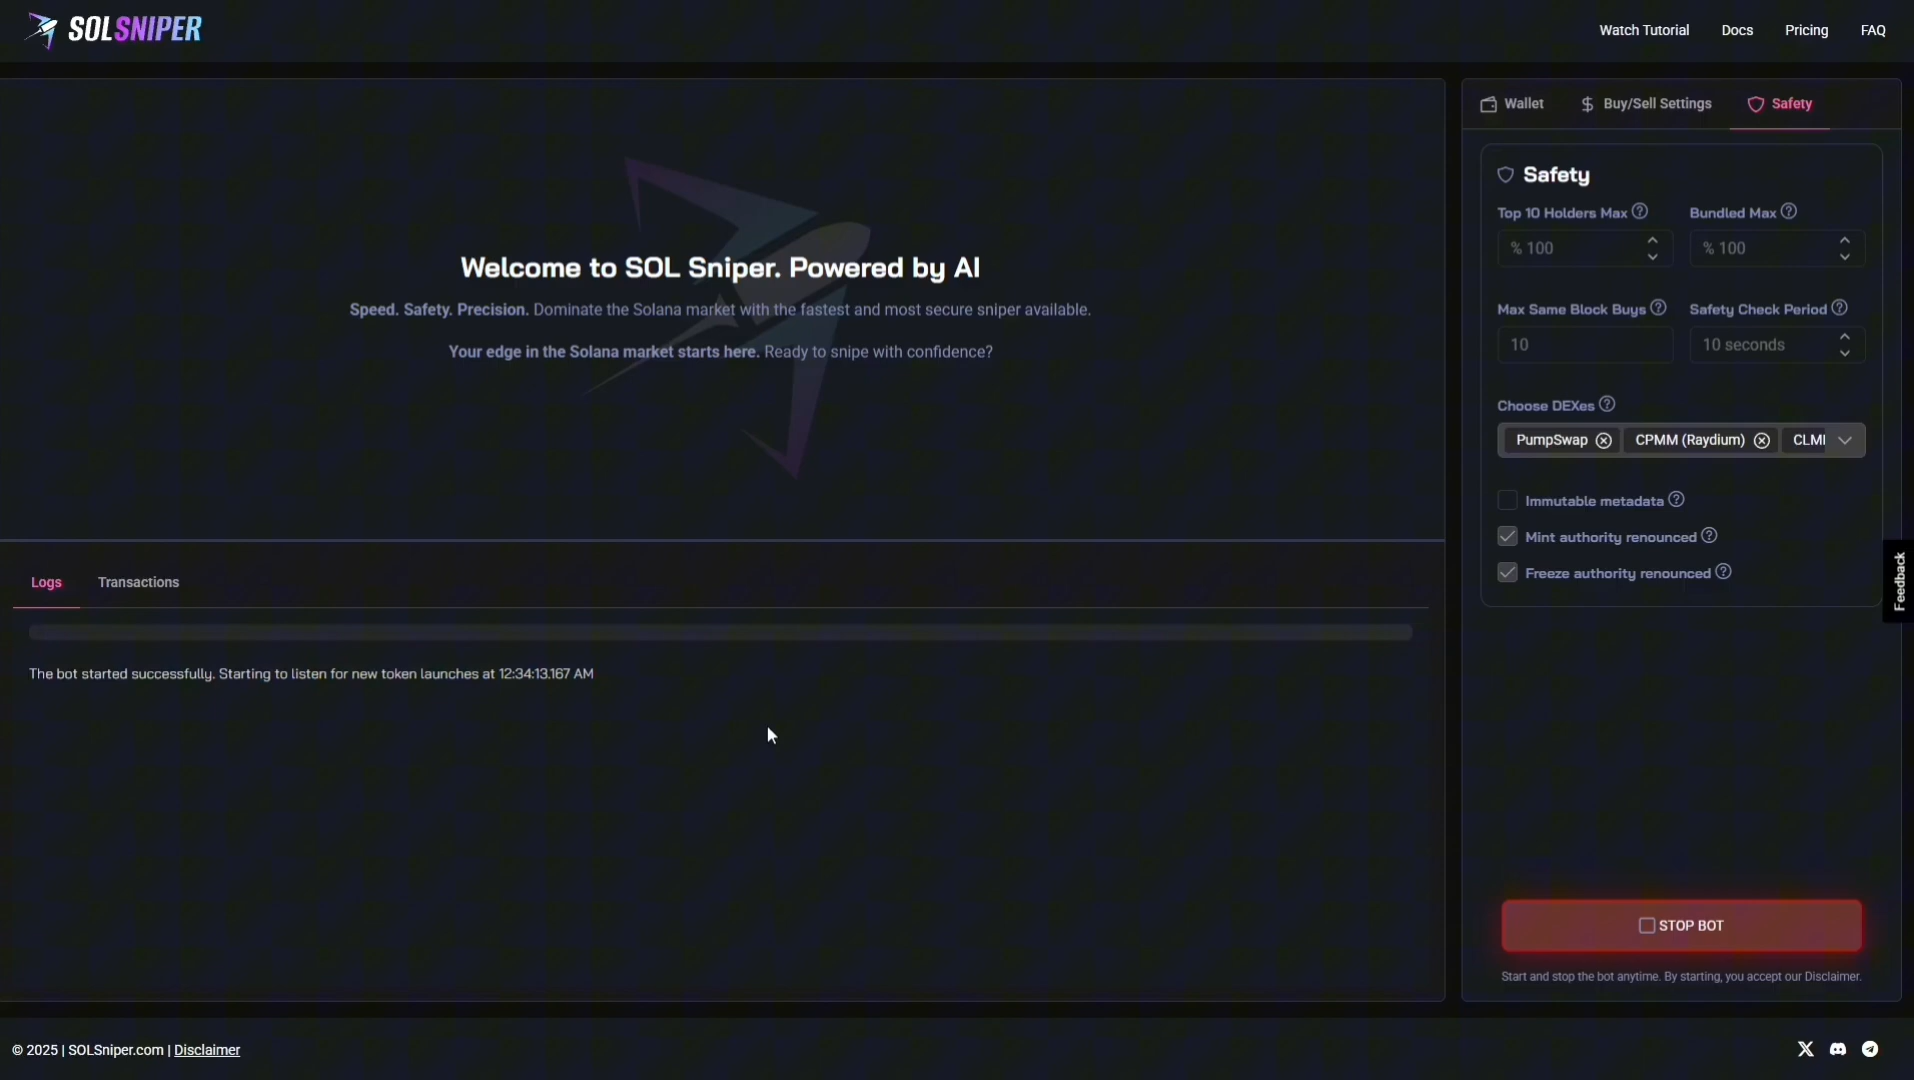 SOLSNIPER
Watch Tutorial
Docs
Pricing
FAQ
Welcome to SOL Sniper. Powered by AI
Speed. Safety. Precision. Dominate the Solana market with the fastest and most secure sniper available.
Your edge in the Solana market starts here. Ready to snipe with confidence?
Logs
Transactions
The bot started successfully. Starting to listen for new token launches at 12:34:13.167 AM
Wallet
Buy/Sell Settings
Safety
Safety
Top 10 Holders Max
Bundled Max
% 100
% 100
Max Same Block Buys
Safety Check Period
10
10 seconds
Choose DEXes
PumpSwap
CPMM (Raydium)
Immutable metadata
Mint authority renounced
Freeze authority renounced
STOP BOT
Start and stop the bot anytime. By starting, you accept our Disclaimer.
Feedback
© 2025 | SOLSniper.com | Disclaimer